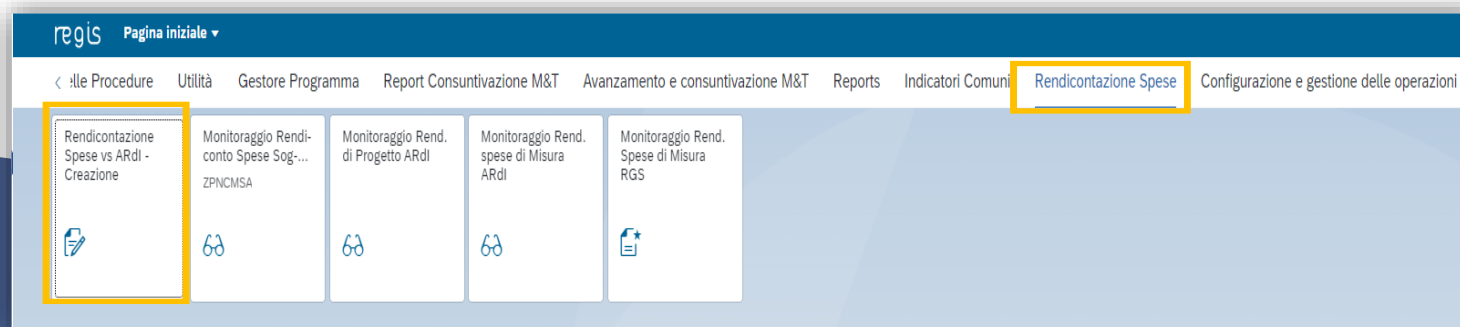 regis Pagina iniziale
elle Procedure Utilità Gestore Programma Report Consuntivazione M&T Avanzamento e consuntivazione M&T Reports Indicatori Comuni Rendicontazione Spese Configurazione e gestione delle operazioni
Rendicontazione
Spese vs ARdI -
Creazione
Monitoraggio Rendi-
conto Spese Sog-...
ZPNCMSA
Monitoraggio Rend.
di Progetto ARdI
Monitoraggio Rend.
spese di Misura
ARdI
Monitoraggio Rend.
Spese di Misura
RGS